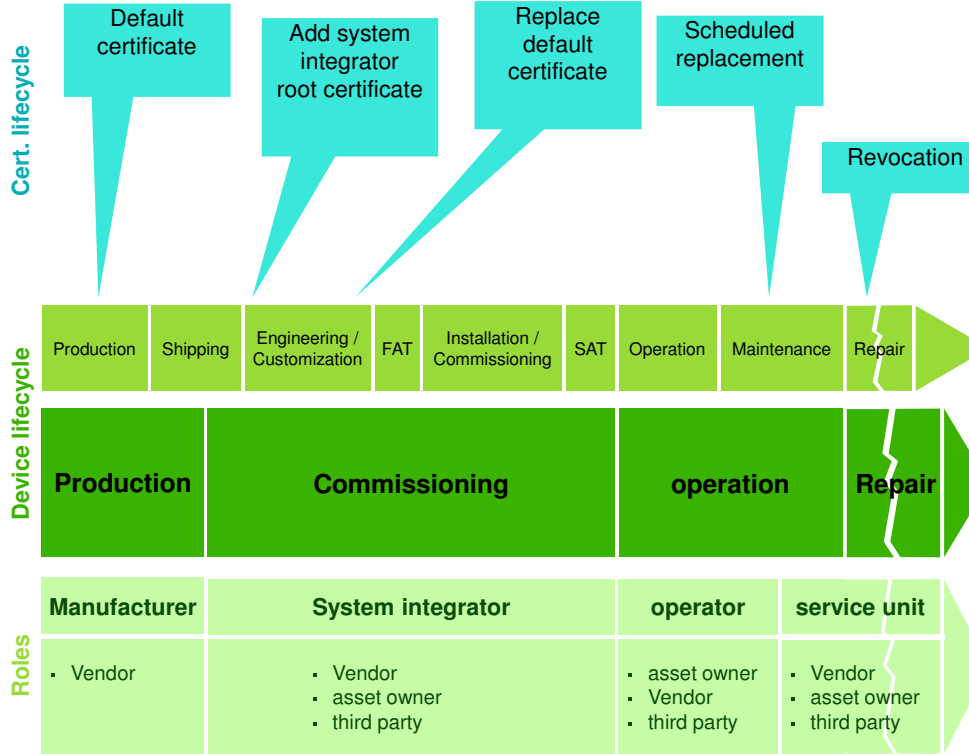 Default
certificate
Add system
integrator
root certificate
Replace
default
certificate
Scheduled
replacement
Revocation
Cert. lifecycle
Production
Shipping
Engineering /
Customization
FAT
Installation /
Commissioning
SAT
Operation
Maintenance
Repair
Device lifecycle
Production
Commissioning
operation
Repair
Roles
Manufacturer
System integrator
operator
service unit
▪ Vendor
▪ Vendor
▪ asset owner
▪ third party
▪ asset owner
▪ Vendor
▪ third party
▪ Vendor
▪ asset owner
▪ third party